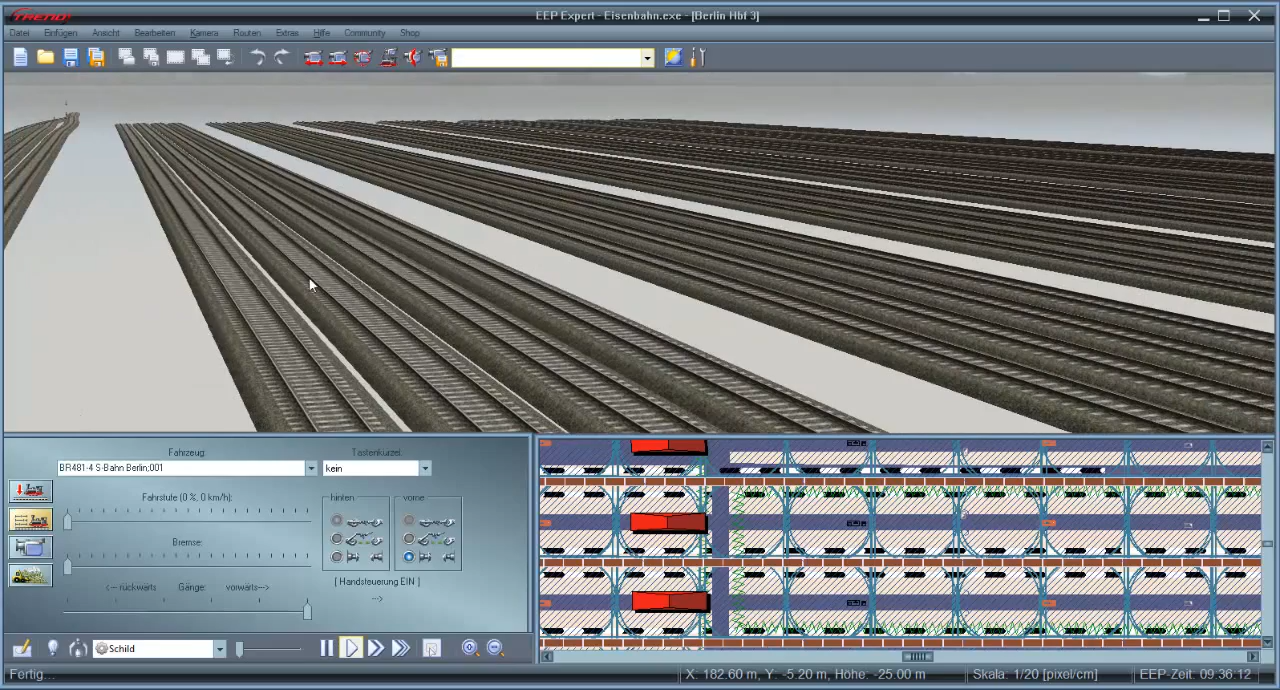 TREND
EEP Expert - Eisenbahn.exe - [Berlin Hbf 3]
Datei Einfügen Ansicht Bearbeiten Kamera Routen Extras Hilfe Community Shop
Fahrzeug:
Tastenkürzel:
BR481-4 S-Bahn Berlin;001
kein
Fahrstufe (0 %, 0 km/h):
hinten
vorne
Bremse:
<-- rückwärts Gänge: vorwärts-->
[ Handsteuerung EIN ]
-->
Schild
Fertig...
X: 182.60 m, Y: -5.20 m, Höhe: -25.00 m
Skala: 1/20 [pixel/cm]
EEP-Zeit: 09:36:12